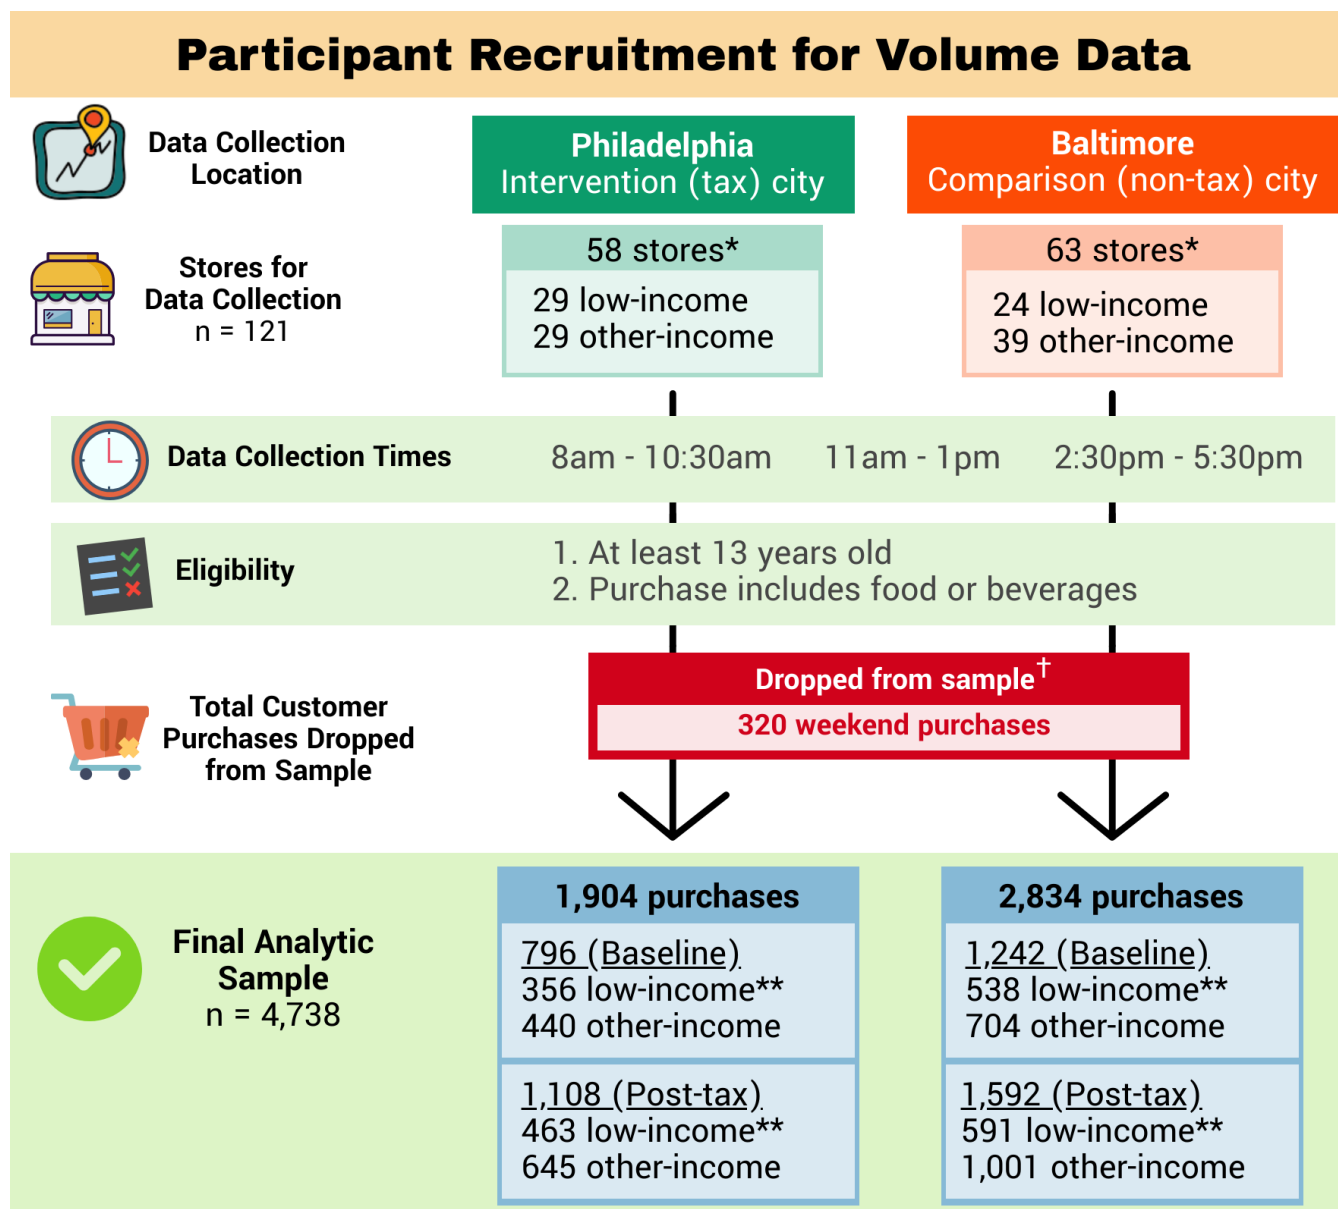 Participant Recruitment for Volume Data
Data Collection
Location
Philadelphia
Intervention (tax) city
Baltimore
Comparison (non-tax) city
Stores for
Data Collection
n = 121
58 stores*
29 low-income
29 other-income
63 stores*
24 low-income
39 other-income
Data Collection Times
8am - 10:30am
11am - 1pm
2:30pm - 5:30pm
Eligibility
1. At least 13 years old
2. Purchase includes food or beverages
Total Customer
Purchases Dropped
from Sample
Dropped from sample†
320 weekend purchases
Final Analytic
Sample
n = 4,738
1,904 purchases
796 (Baseline)
356 low-income**
440 other-income
1,108 (Post-tax)
463 low-income**
645 other-income
2,834 purchases
1,242 (Baseline)
538 low-income**
704 other-income
1,592 (Post-tax)
591 low-income**
1,001 other-income